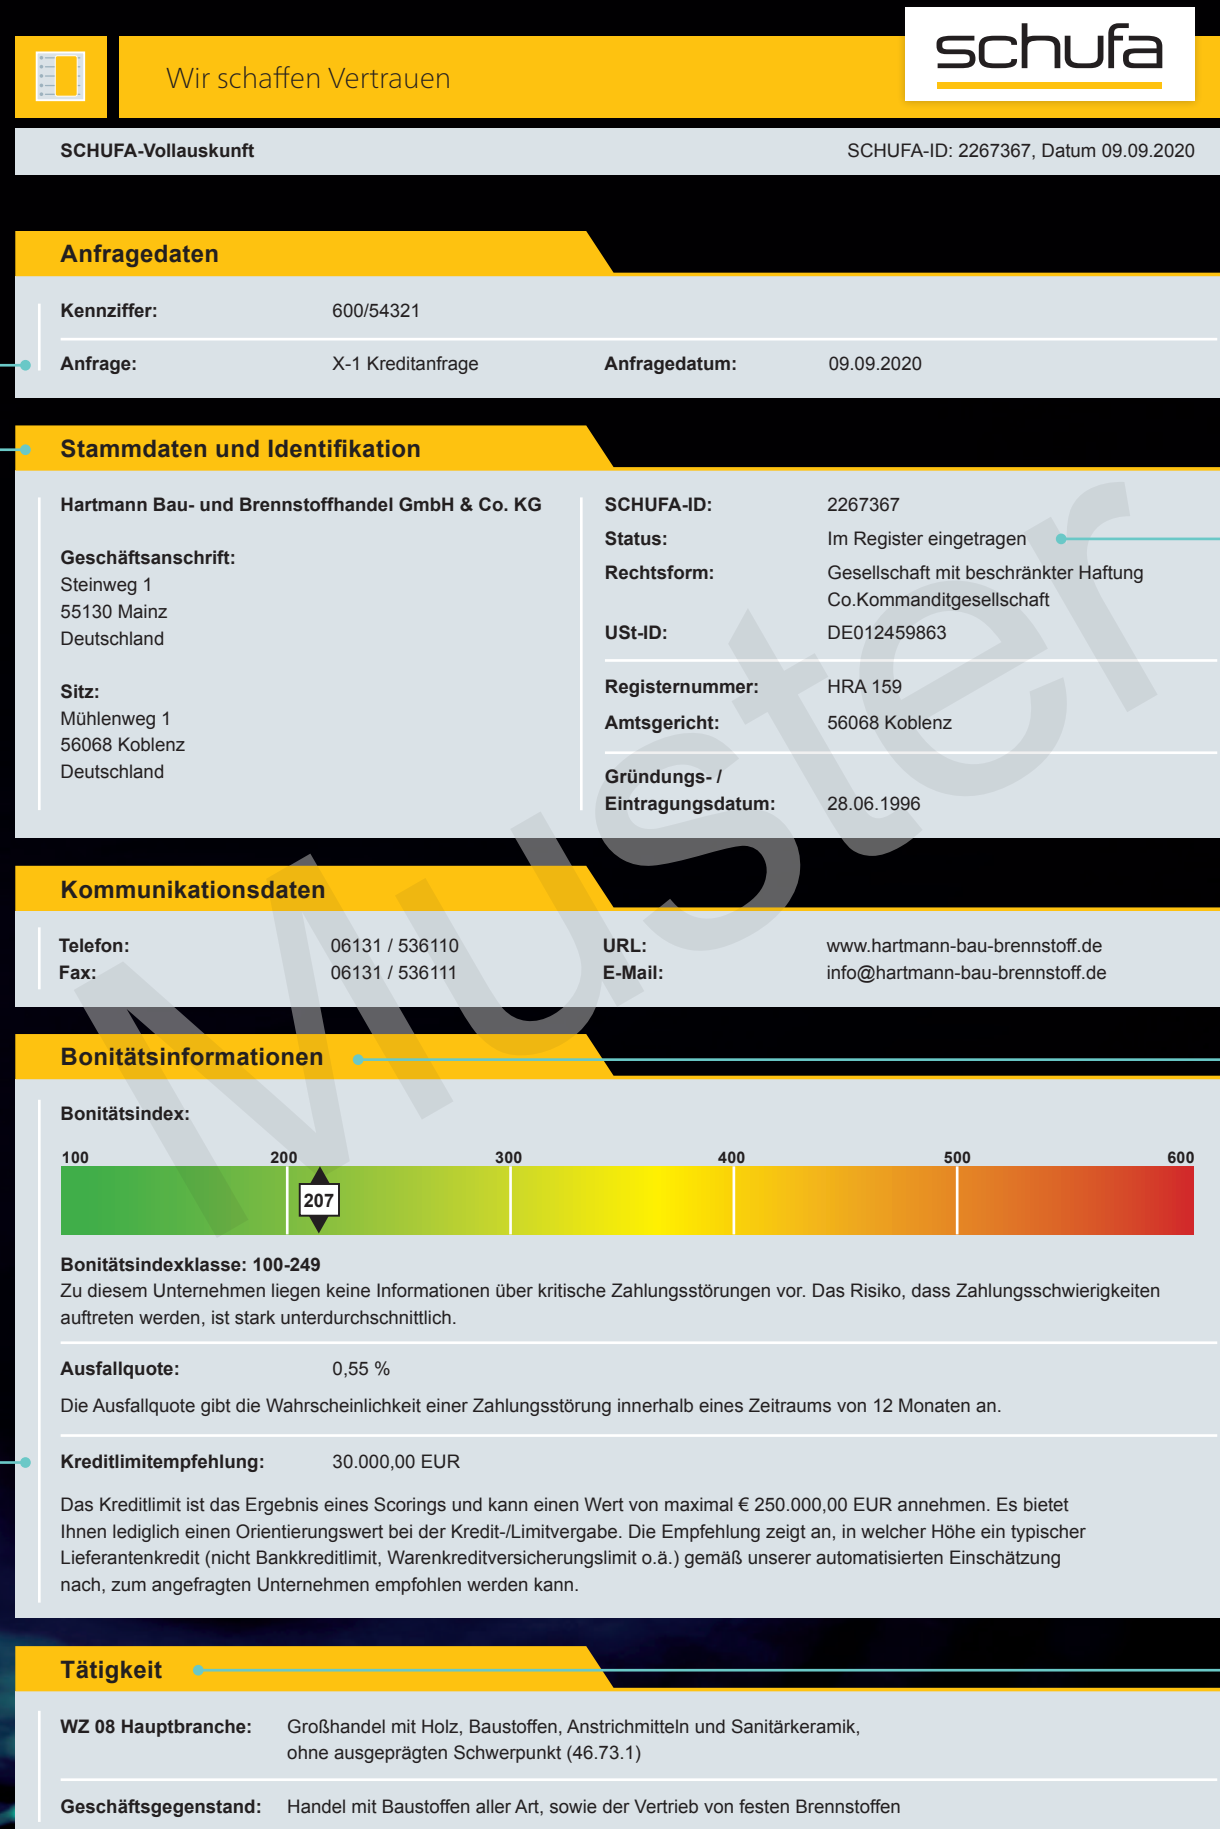 schufa
Wir schaffen Vertrauen
SCHUFA-Vollauskunft SCHUFA-ID: 2267367, Datum 09.09.2020
Anfragedaten
Kennziffer: 600/54321
Anfrage: X-1 Kreditanfrage Anfragedatum: 09.09.2020
Stammdaten und Identifikation
Hartmann Bau- und Brennstoffhandel GmbH & Co. KG
Geschäftsanschrift:
Steinweg 1
55130 Mainz
Deutschland
Sitz:
Mühlenweg 1
56068 Koblenz
Deutschland
SCHUFA-ID: 2267367
Status: Im Register eingetragen
Rechtsform: Gesellschaft mit beschränkter Haftung
Co.Kommanditgesellschaft
USt-ID: DE012459863
Registernummer: HRA 159
Amtsgericht: 56068 Koblenz
Gründungs- /
Eintragungsdatum: 28.06.1996
Kommunikationsdaten
Telefon: 06131 / 536110 URL: www.hartmann-bau-brennstoff.de
Fax: 06131 / 536111 E-Mail: info@hartmann-bau-brennstoff.de
Bonitätsinformationen
Bonitätsindex:
100 200 300 400 500 600
207
Bonitätsindexklasse: 100-249
Zu diesem Unternehmen liegen keine Informationen über kritische Zahlungsstörungen vor. Das Risiko, dass Zahlungsschwierigkeiten
auftreten werden, ist stark unterdurchschnittlich.
Ausfallquote: 0,55 %
Die Ausfallquote gibt die Wahrscheinlichkeit einer Zahlungsstörung innerhalb eines Zeitraums von 12 Monaten an.
Kreditlimitempfehlung: 30.000,00 EUR
Das Kreditlimit ist das Ergebnis eines Scorings und kann einen Wert von maximal € 250.000,00 EUR annehmen. Es bietet
Ihnen lediglich einen Orientierungswert bei der Kredit-/Limitvergabe. Die Empfehlung zeigt an, in welcher Höhe ein typischer
Lieferantenkredit (nicht Bankkreditlimit, Warenkreditversicherungslimit o.ä.) gemäß unserer automatisierten Einschätzung
nach, zum angefragten Unternehmen empfohlen werden kann.
Tätigkeit
WZ 08 Hauptbranche: Großhandel mit Holz, Baustoffen, Anstrichmitteln und Sanitärkeramik,
ohne ausgeprägten Schwerpunkt (46.73.1)
Geschäftsgegenstand: Handel mit Baustoffen aller Art, sowie der Vertrieb von festen Brennstoffen
Muster